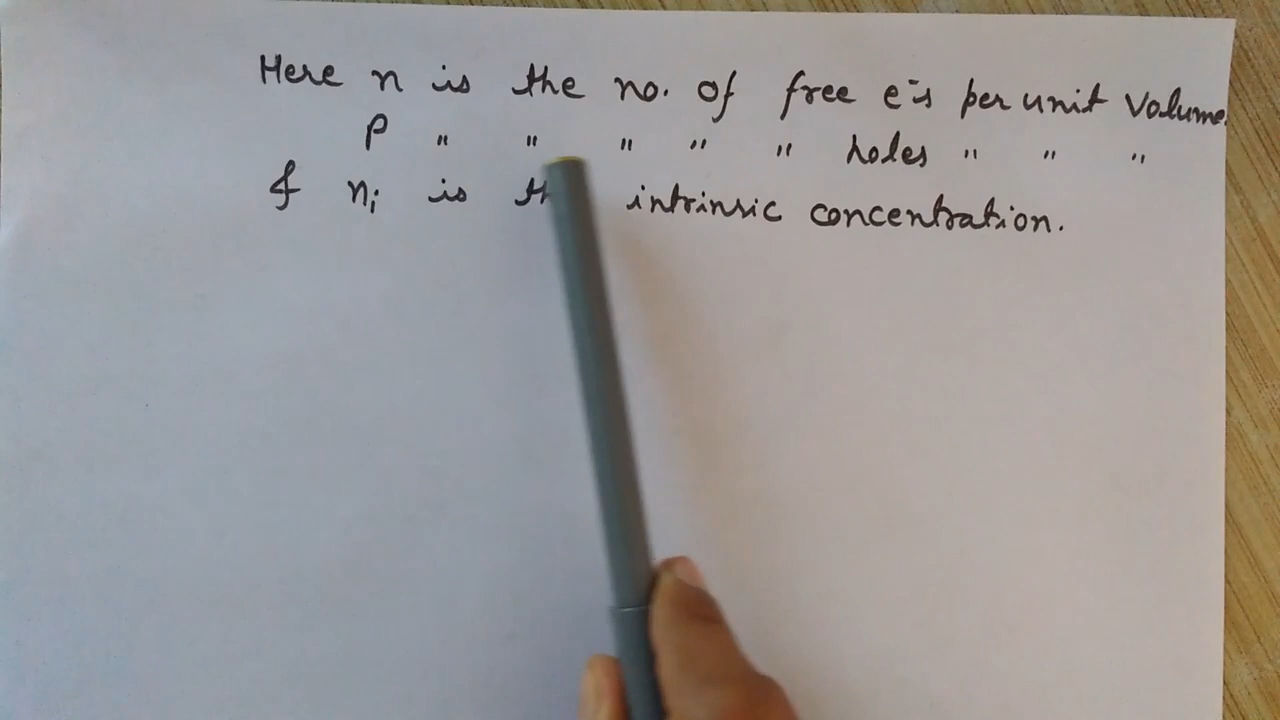 Here n is the no. of free e⁻s per unit volume.
p " " " " " holes " " "
& nᵢ is intrinsic concentration.